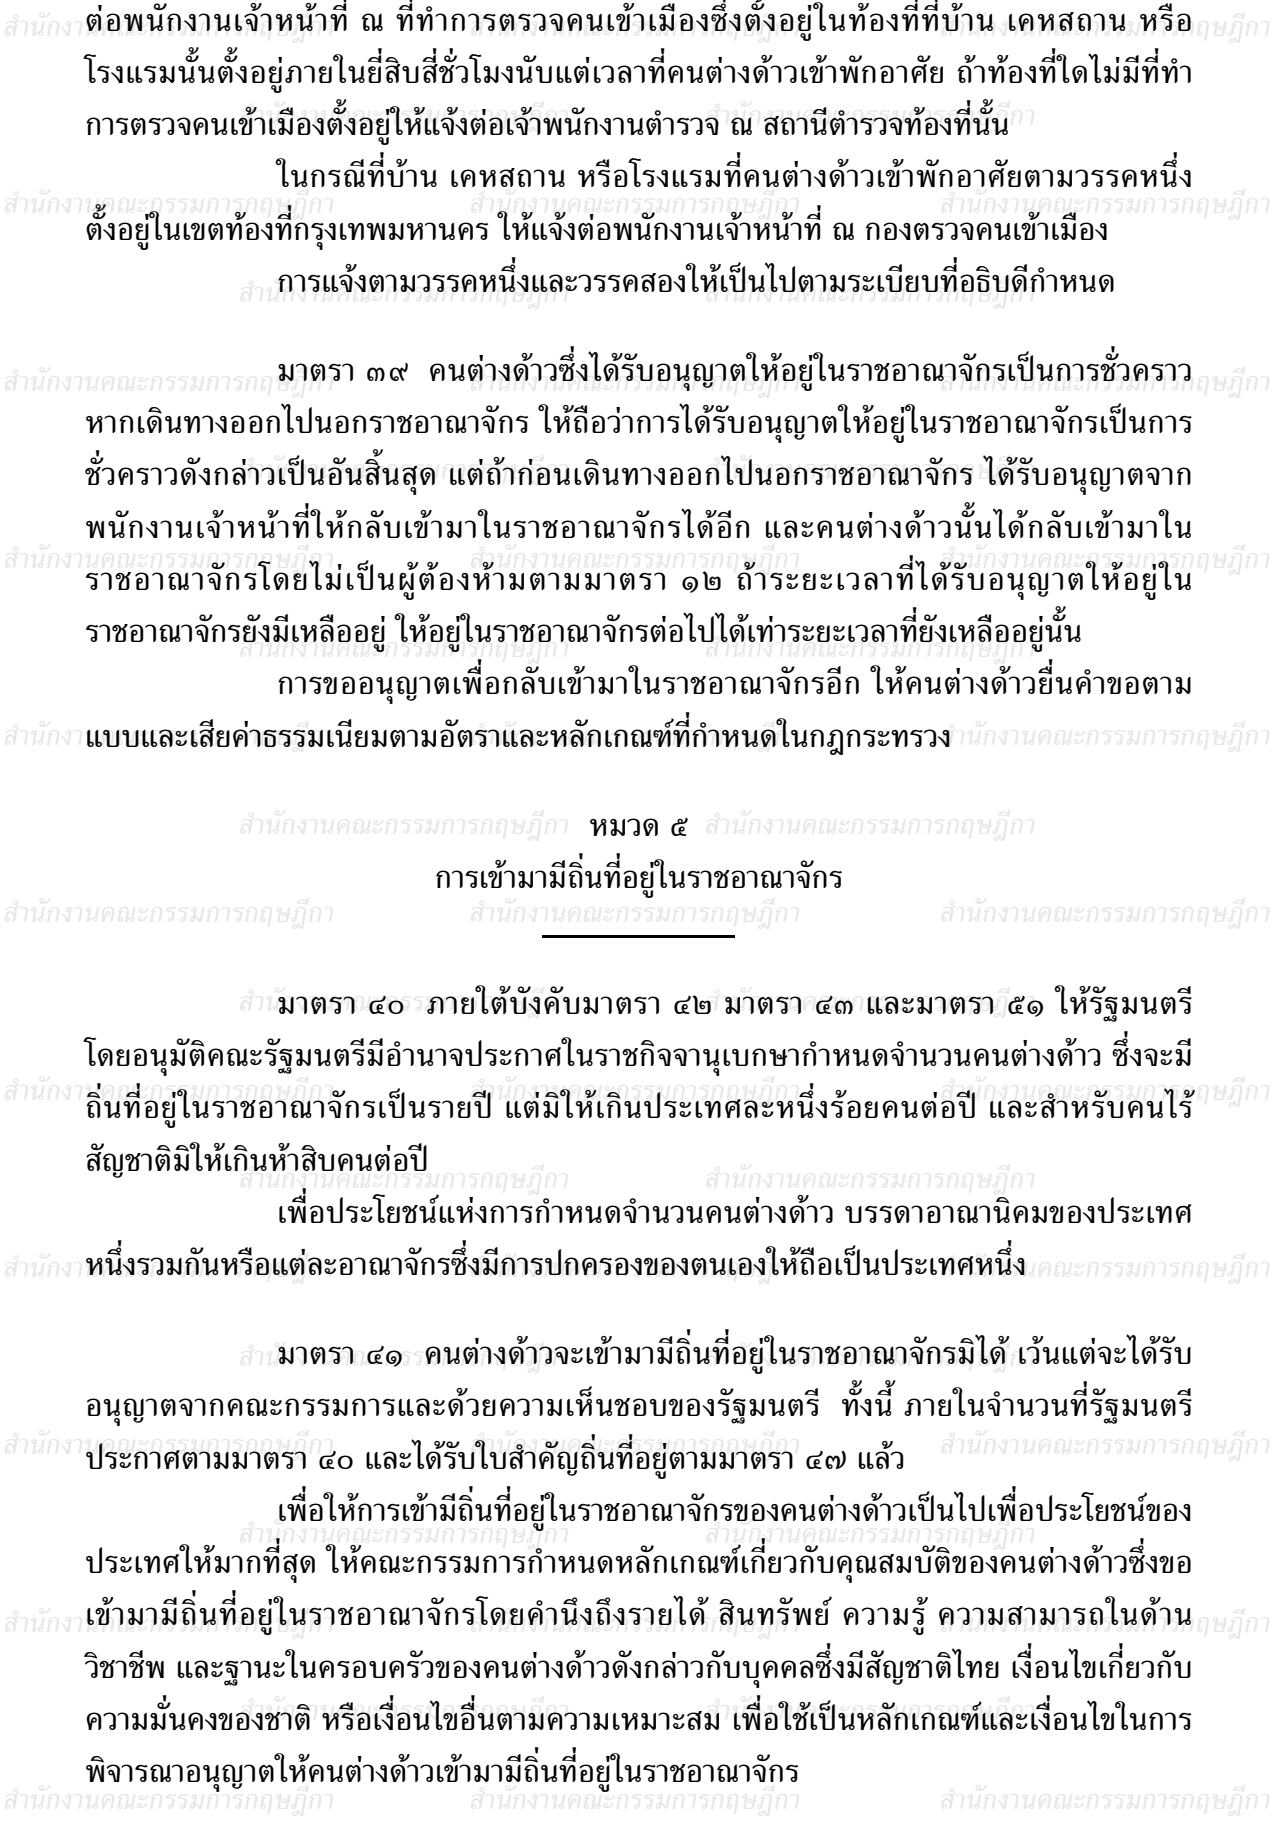 ต่อพนักงานเจ้าหน้าที่ ณ ที่ทำการตรวจคนเข้าเมืองซึ่งตั้งอยู่ในท้องที่ที่บ้าน เคหสถาน หรือ
โรงแรมนั้นตั้งอยู่ภายในยี่สิบสี่ชั่วโมงนับแต่เวลาที่คนต่างด้าวเข้าพักอาศัย ถ้าท้องที่ใดไม่มีที่ทำ
การตรวจคนเข้าเมืองตั้งอยู่ให้แจ้งต่อเจ้าพนักงานตำรวจ ณ สถานีตำรวจท้องที่นั้น
ในกรณีที่บ้าน เคหสถาน หรือโรงแรมที่คนต่างด้าวเข้าพักอาศัยตามวรรคหนึ่ง
ตั้งอยู่ในเขตท้องที่กรุงเทพมหานคร ให้แจ้งต่อพนักงานเจ้าหน้าที่ ณ กองตรวจคนเข้าเมือง
การแจ้งตามวรรคหนึ่งและวรรคสองให้เป็นไปตามระเบียบที่อธิบดีกำหนด
มาตรา ๓๙ คนต่างด้าวซึ่งได้รับอนุญาตให้อยู่ในราชอาณาจักรเป็นการชั่วคราว
หากเดินทางออกไปนอกราชอาณาจักร ให้ถือว่าการได้รับอนุญาตให้อยู่ในราชอาณาจักรเป็นการ
ชั่วคราวดังกล่าวเป็นอันสิ้นสุด แต่ถ้าก่อนเดินทางออกไปนอกราชอาณาจักร ได้รับอนุญาตจาก
พนักงานเจ้าหน้าที่ให้กลับเข้ามาในราชอาณาจักรได้อีก และคนต่างด้าวนั้นได้กลับเข้ามาใน
ราชอาณาจักรโดยไม่เป็นผู้ต้องห้ามตามมาตรา ๑๒ ถ้าระยะเวลาที่ได้รับอนุญาตให้อยู่ใน
ราชอาณาจักรยังมีเหลืออยู่ ให้อยู่ในราชอาณาจักรต่อไปได้เท่าระยะเวลาที่ยังเหลืออยู่นั้น
การขออนุญาตเพื่อกลับเข้ามาในราชอาณาจักรอีก ให้คนต่างด้าวยื่นคำขอตาม
แบบและเสียค่าธรรมเนียมตามอัตราและหลักเกณฑ์ที่กำหนดในกฎกระทรวง
หมวด ๕
การเข้ามามีถิ่นที่อยู่ในราชอาณาจักร
มาตรา ๔๐ ภายใต้บังคับมาตรา ๔๒ มาตรา ๔๓ และมาตรา ๕๑ ให้รัฐมนตรี
โดยอนุมัติคณะรัฐมนตรีมีอำนาจประกาศในราชกิจจานุเบกษากำหนดจำนวนคนต่างด้าว ซึ่งจะมี
ถิ่นที่อยู่ในราชอาณาจักรเป็นรายปี แต่มิให้เกินประเทศละหนึ่งร้อยคนต่อปี และสำหรับคนไร้
สัญชาติมิให้เกินห้าสิบคนต่อปี
เพื่อประโยชน์แห่งการกำหนดจำนวนคนต่างด้าว บรรดาอาณานิคมของประเทศ
หนึ่งรวมกันหรือแต่ละอาณาจักรซึ่งมีการปกครองของตนเองให้ถือเป็นประเทศหนึ่ง
มาตรา ๔๑ คนต่างด้าวจะเข้ามามีถิ่นที่อยู่ในราชอาณาจักรมิได้ เว้นแต่จะได้รับ
อนุญาตจากคณะกรรมการและด้วยความเห็นชอบของรัฐมนตรี ทั้งนี้ ภายในจำนวนที่รัฐมนตรี
ประกาศตามมาตรา ๔๐ และได้รับใบสำคัญถิ่นที่อยู่ตามมาตรา ๔๗ แล้ว
เพื่อให้การเข้ามีถิ่นที่อยู่ในราชอาณาจักรของคนต่างด้าวเป็นไปเพื่อประโยชน์ของ
ประเทศให้มากที่สุด ให้คณะกรรมการกำหนดหลักเกณฑ์เกี่ยวกับคุณสมบัติของคนต่างด้าวซึ่งขอ
เข้ามามีถิ่นที่อยู่ในราชอาณาจักรโดยคำนึงถึงรายได้ สินทรัพย์ ความรู้ ความสามารถในด้าน
วิชาชีพ และฐานะในครอบครัวของคนต่างด้าวดังกล่าวกับบุคคลซึ่งมีสัญชาติไทย เงื่อนไขเกี่ยวกับ
ความมั่นคงของชาติ หรือเงื่อนไขอื่นตามความเหมาะสม เพื่อใช้เป็นหลักเกณฑ์และเงื่อนไขในการ
พิจารณาอนุญาตให้คนต่างด้าวเข้ามามีถิ่นที่อยู่ในราชอาณาจักร